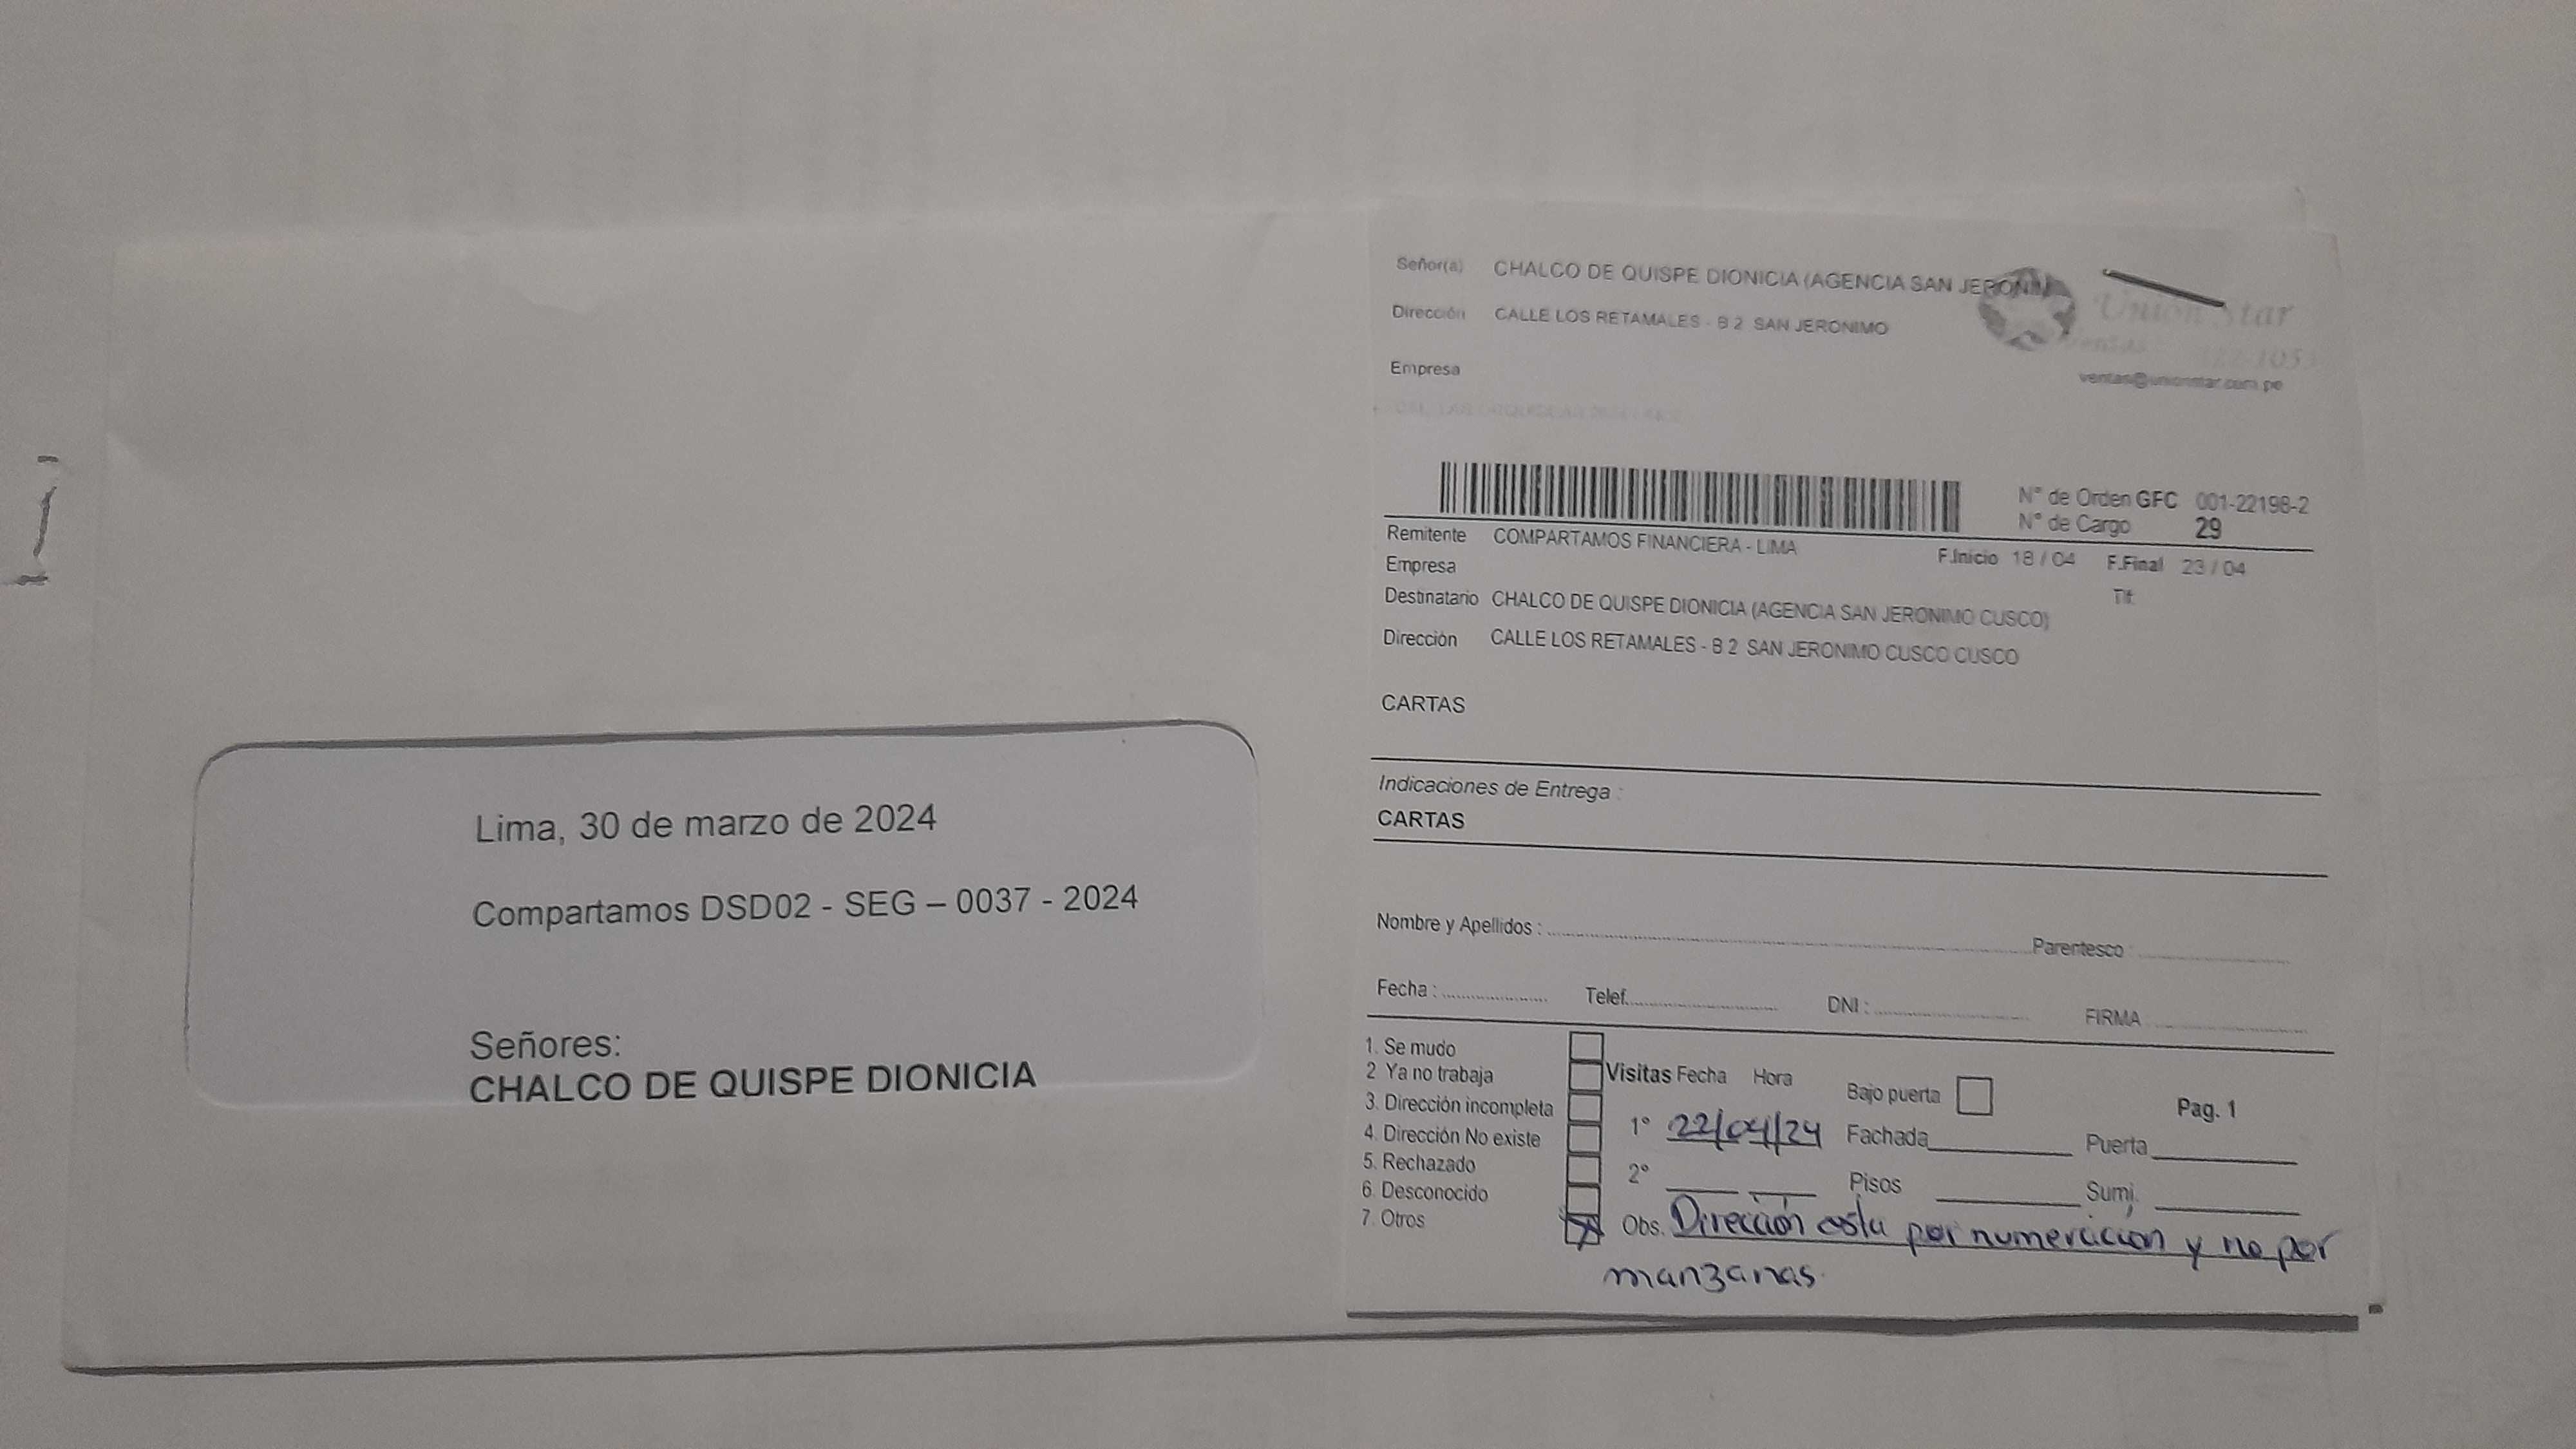 Lima, 30 de marzo de 2024
Compartamos DSD02 - SEG – 0037 - 2024
Señores:
CHALCO DE QUISPE DIONICIA
Señor(a) CHALCO DE QUISPE DIONICIA (AGENCIA SAN JERONIM
Dirección CALLE LOS RETAMALES - B 2 SAN JERONIMO
Union Star
ventas@unionstar.com.pe
Empresa
N° de Orden GFC 001-22198-2
N° de Cargo 29
Remitente COMPARTAMOS FINANCIERA - LIMA F.Inicio 18 / 04 F.Final 23 / 04
Empresa Tlf.
Destinatario CHALCO DE QUISPE DIONICIA (AGENCIA SAN JERONIMO CUSCO)
Dirección CALLE LOS RETAMALES - B 2 SAN JERONIMO CUSCO CUSCO
CARTAS
Indicaciones de Entrega :
CARTAS
Nombre y Apellidos : Parentesco
Fecha : Telef. DNI : FIRMA
1. Se mudo
2 Ya no trabaja Visitas Fecha Hora Bajo puerta Pag. 1
3. Dirección incompleta
4. Dirección No existe 1° 22/04/24 Fachada Puerta
5. Rechazado
6. Desconocido 2° Pisos Sumi.
7. Otros X Obs. Dirección esta por numeracion y no por
manzanas